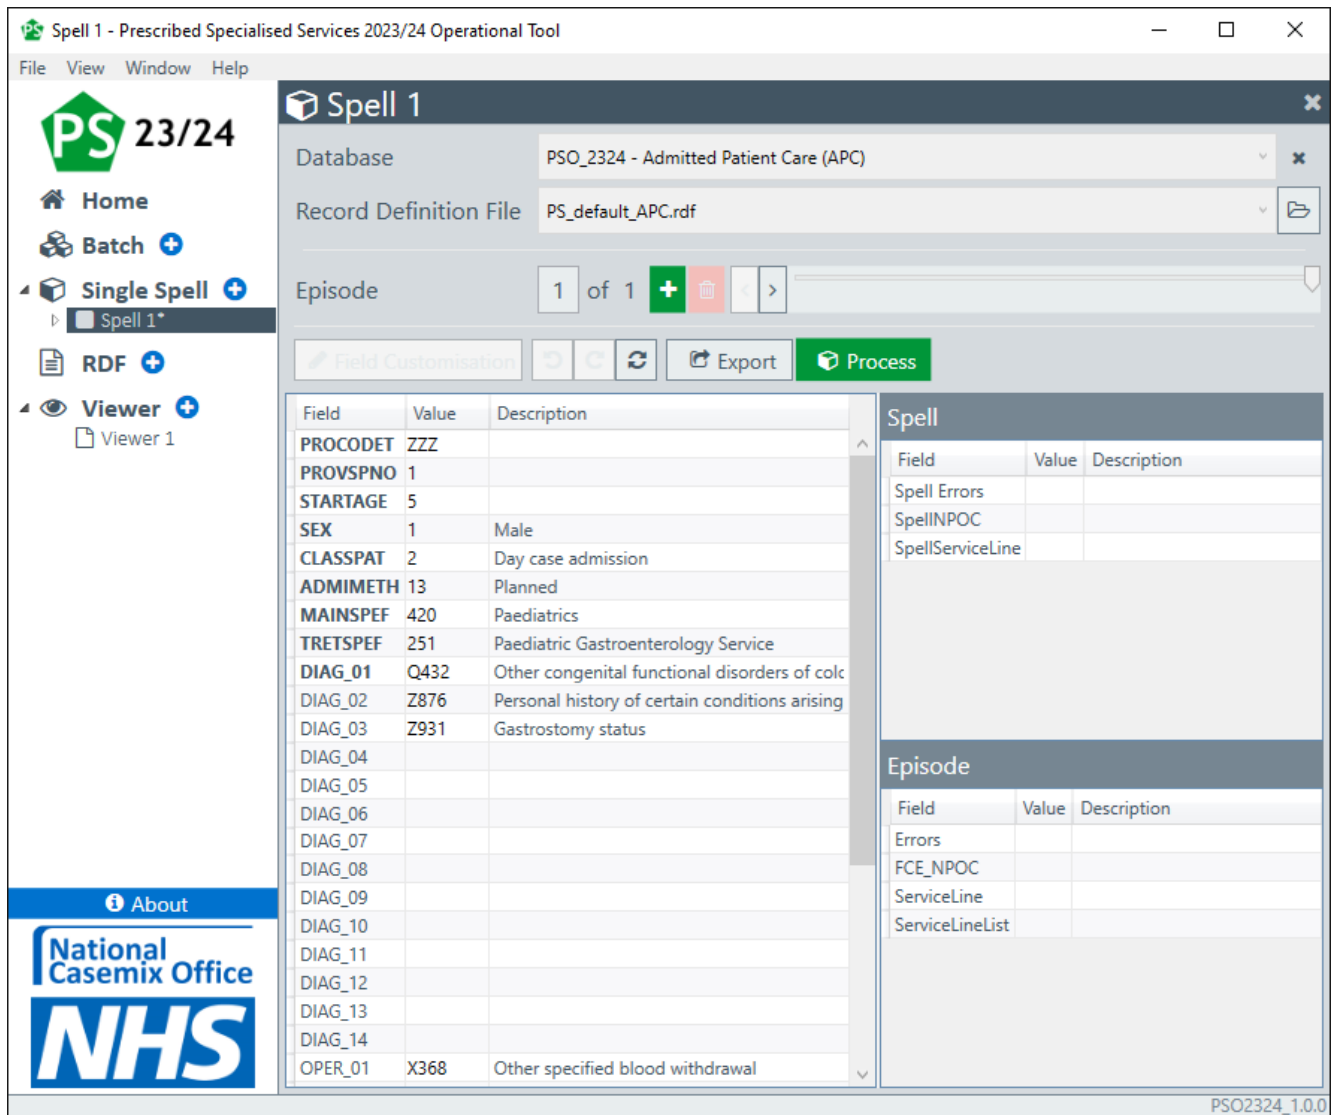 PS Spell 1 - Prescribed Specialised Services 2023/24 Operational Tool
File View Window Help
PS 23/24
Home
Batch
Single Spell
Spell 1*
RDF
Viewer
Viewer 1
About
National
Casemix Office
NHS
Spell 1
Database PSO_2324 - Admitted Patient Care (APC)
Record Definition File PS_default_APC.rdf
Episode 1 of 1
Field Customisation Export Process
Field Value Description
PROCODET ZZZ
PROVSPNO 1
STARTAGE 5
SEX 1 Male
CLASSPAT 2 Day case admission
ADMIMETH 13 Planned
MAINSPEF 420 Paediatrics
TRETSPEF 251 Paediatric Gastroenterology Service
DIAG_01 Q432 Other congenital functional disorders of colc
DIAG_02 Z876 Personal history of certain conditions arising
DIAG_03 Z931 Gastrostomy status
DIAG_04
DIAG_05
DIAG_06
DIAG_07
DIAG_08
DIAG_09
DIAG_10
DIAG_11
DIAG_12
DIAG_13
DIAG_14
OPER_01 X368 Other specified blood withdrawal
Spell
Field Value Description
Spell Errors
SpellNPOC
SpellServiceLine
Episode
Field Value Description
Errors
FCE_NPOC
ServiceLine
ServiceLineList
PSO2324_1.0.0